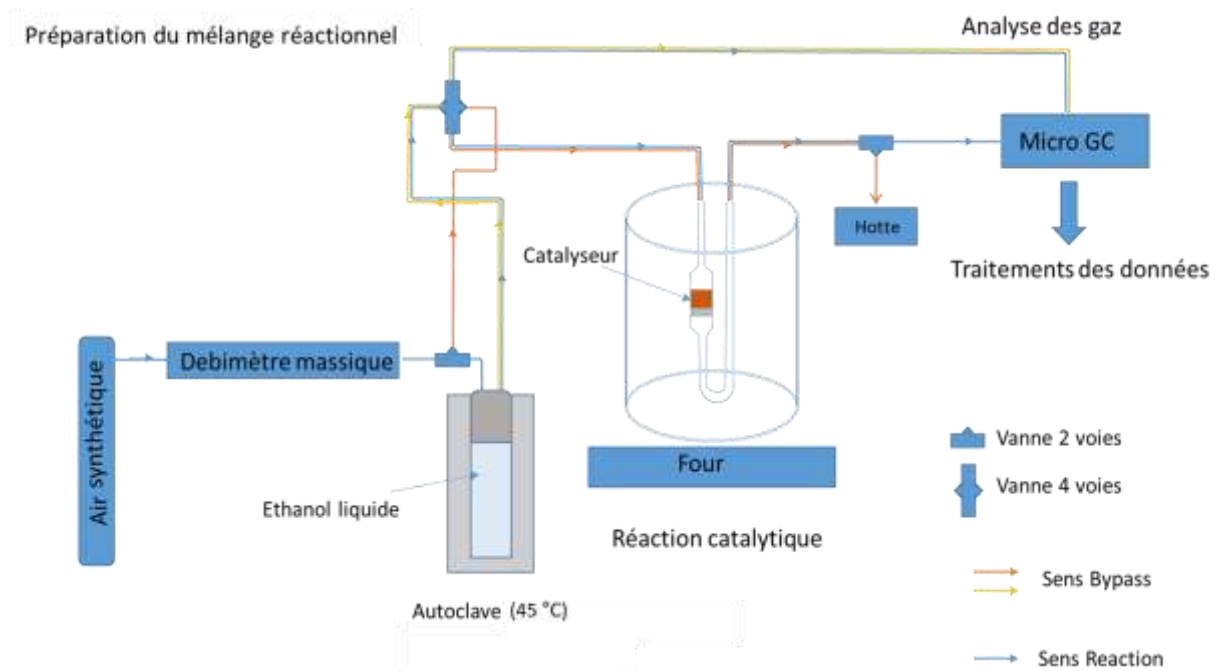 Préparation du mélange réactionnel
Analyse des gaz
Micro GC
Hotte
Traitements des données
Catalyseur
Air synthétique
Debimètre massique
Ethanol liquide
Autoclave (45 °C)
Four
Réaction catalytique
Vanne 2 voies
Vanne 4 voies
Sens Bypass
Sens Reaction